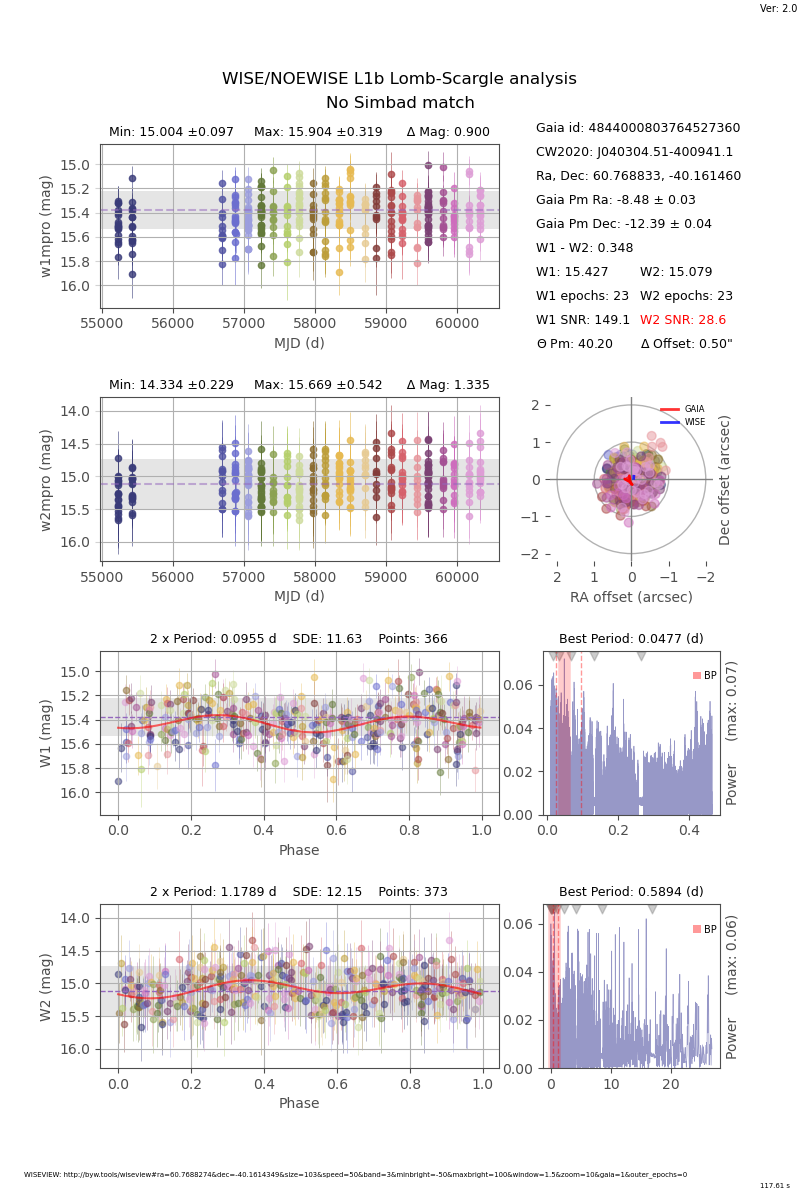 Ver: 2.0
WISE/NOEWISE L1b Lomb-Scargle analysis
No Simbad match
Min: 15.004 ±0.097 Max: 15.904 ±0.319 Δ Mag: 0.900
w1mpro (mag)
15.0
15.2
15.4
15.6
15.8
16.0
55000 56000 57000 58000 59000 60000
MJD (d)
Gaia id: 4844000803764527360
CW2020: J040304.51-400941.1
Ra, Dec: 60.768833, -40.161460
Gaia Pm Ra: -8.48 ± 0.03
Gaia Pm Dec: -12.39 ± 0.04
W1 - W2: 0.348
W1: 15.427 W2: 15.079
W1 epochs: 23 W2 epochs: 23
W1 SNR: 149.1 W2 SNR: 28.6
Θ Pm: 40.20 Δ Offset: 0.50"
Min: 14.334 ±0.229 Max: 15.669 ±0.542 Δ Mag: 1.335
w2mpro (mag)
14.0
14.5
15.0
15.5
16.0
55000 56000 57000 58000 59000 60000
MJD (d)
GAIA
WISE
2
1
0
−1
−2
2 1 0 −1 −2
RA offset (arcsec)
Dec offset (arcsec)
2 x Period: 0.0955 d SDE: 11.63 Points: 366
W1 (mag)
15.0
15.2
15.4
15.6
15.8
16.0
0.0 0.2 0.4 0.6 0.8 1.0
Phase
Best Period: 0.0477 (d)
BP
0.06
0.04
0.02
0.00
0.0 0.2 0.4
Power (max: 0.07)
2 x Period: 1.1789 d SDE: 12.15 Points: 373
W2 (mag)
14.0
14.5
15.0
15.5
16.0
0.0 0.2 0.4 0.6 0.8 1.0
Phase
Best Period: 0.5894 (d)
BP
0.06
0.04
0.02
0.00
0 10 20
Power (max: 0.06)
WISEVIEW: http://byw.tools/wiseview#ra=60.7688274&dec=-40.1614349&size=103&speed=50&band=3&minbright=-50&maxbright=100&window=1.5&zoom=10&gaia=1&outer_epochs=0
117.61 s